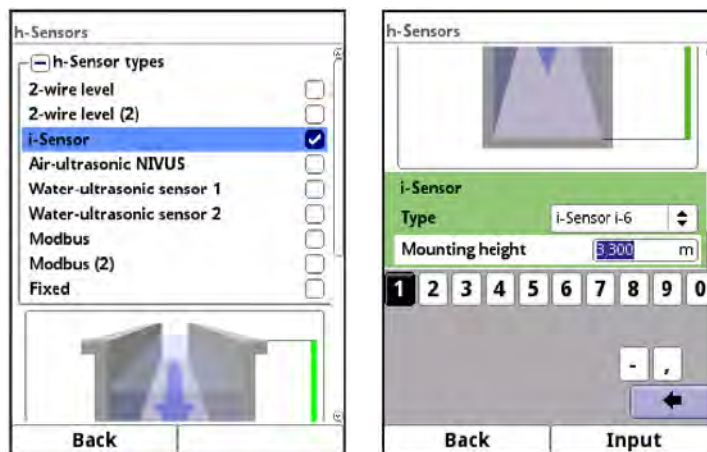 h-Sensors
h-Sensor types
2-wire level
2-wire level (2)
i-Sensor
Air-ultrasonic NIVUS
Water-ultrasonic sensor 1
Water-ultrasonic sensor 2
Modbus
Modbus (2)
Fixed
Back
h-Sensors
i-Sensor
Type i-Sensor i-6
Mounting height 3,300 m
1 2 3 4 5 6 7 8 9 0
- ,
Back Input